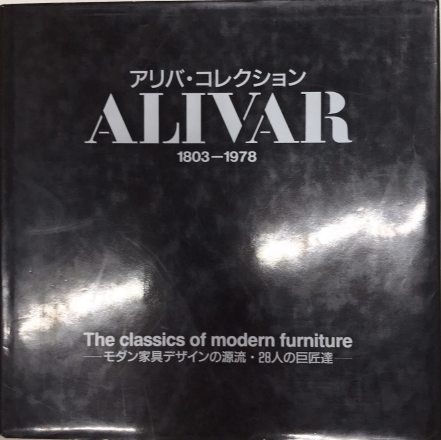 アリバ・コレクション
ALIVAR
1803−1978
The classics of modern furniture
―モダン家具デザインの源流・28人の巨匠達―